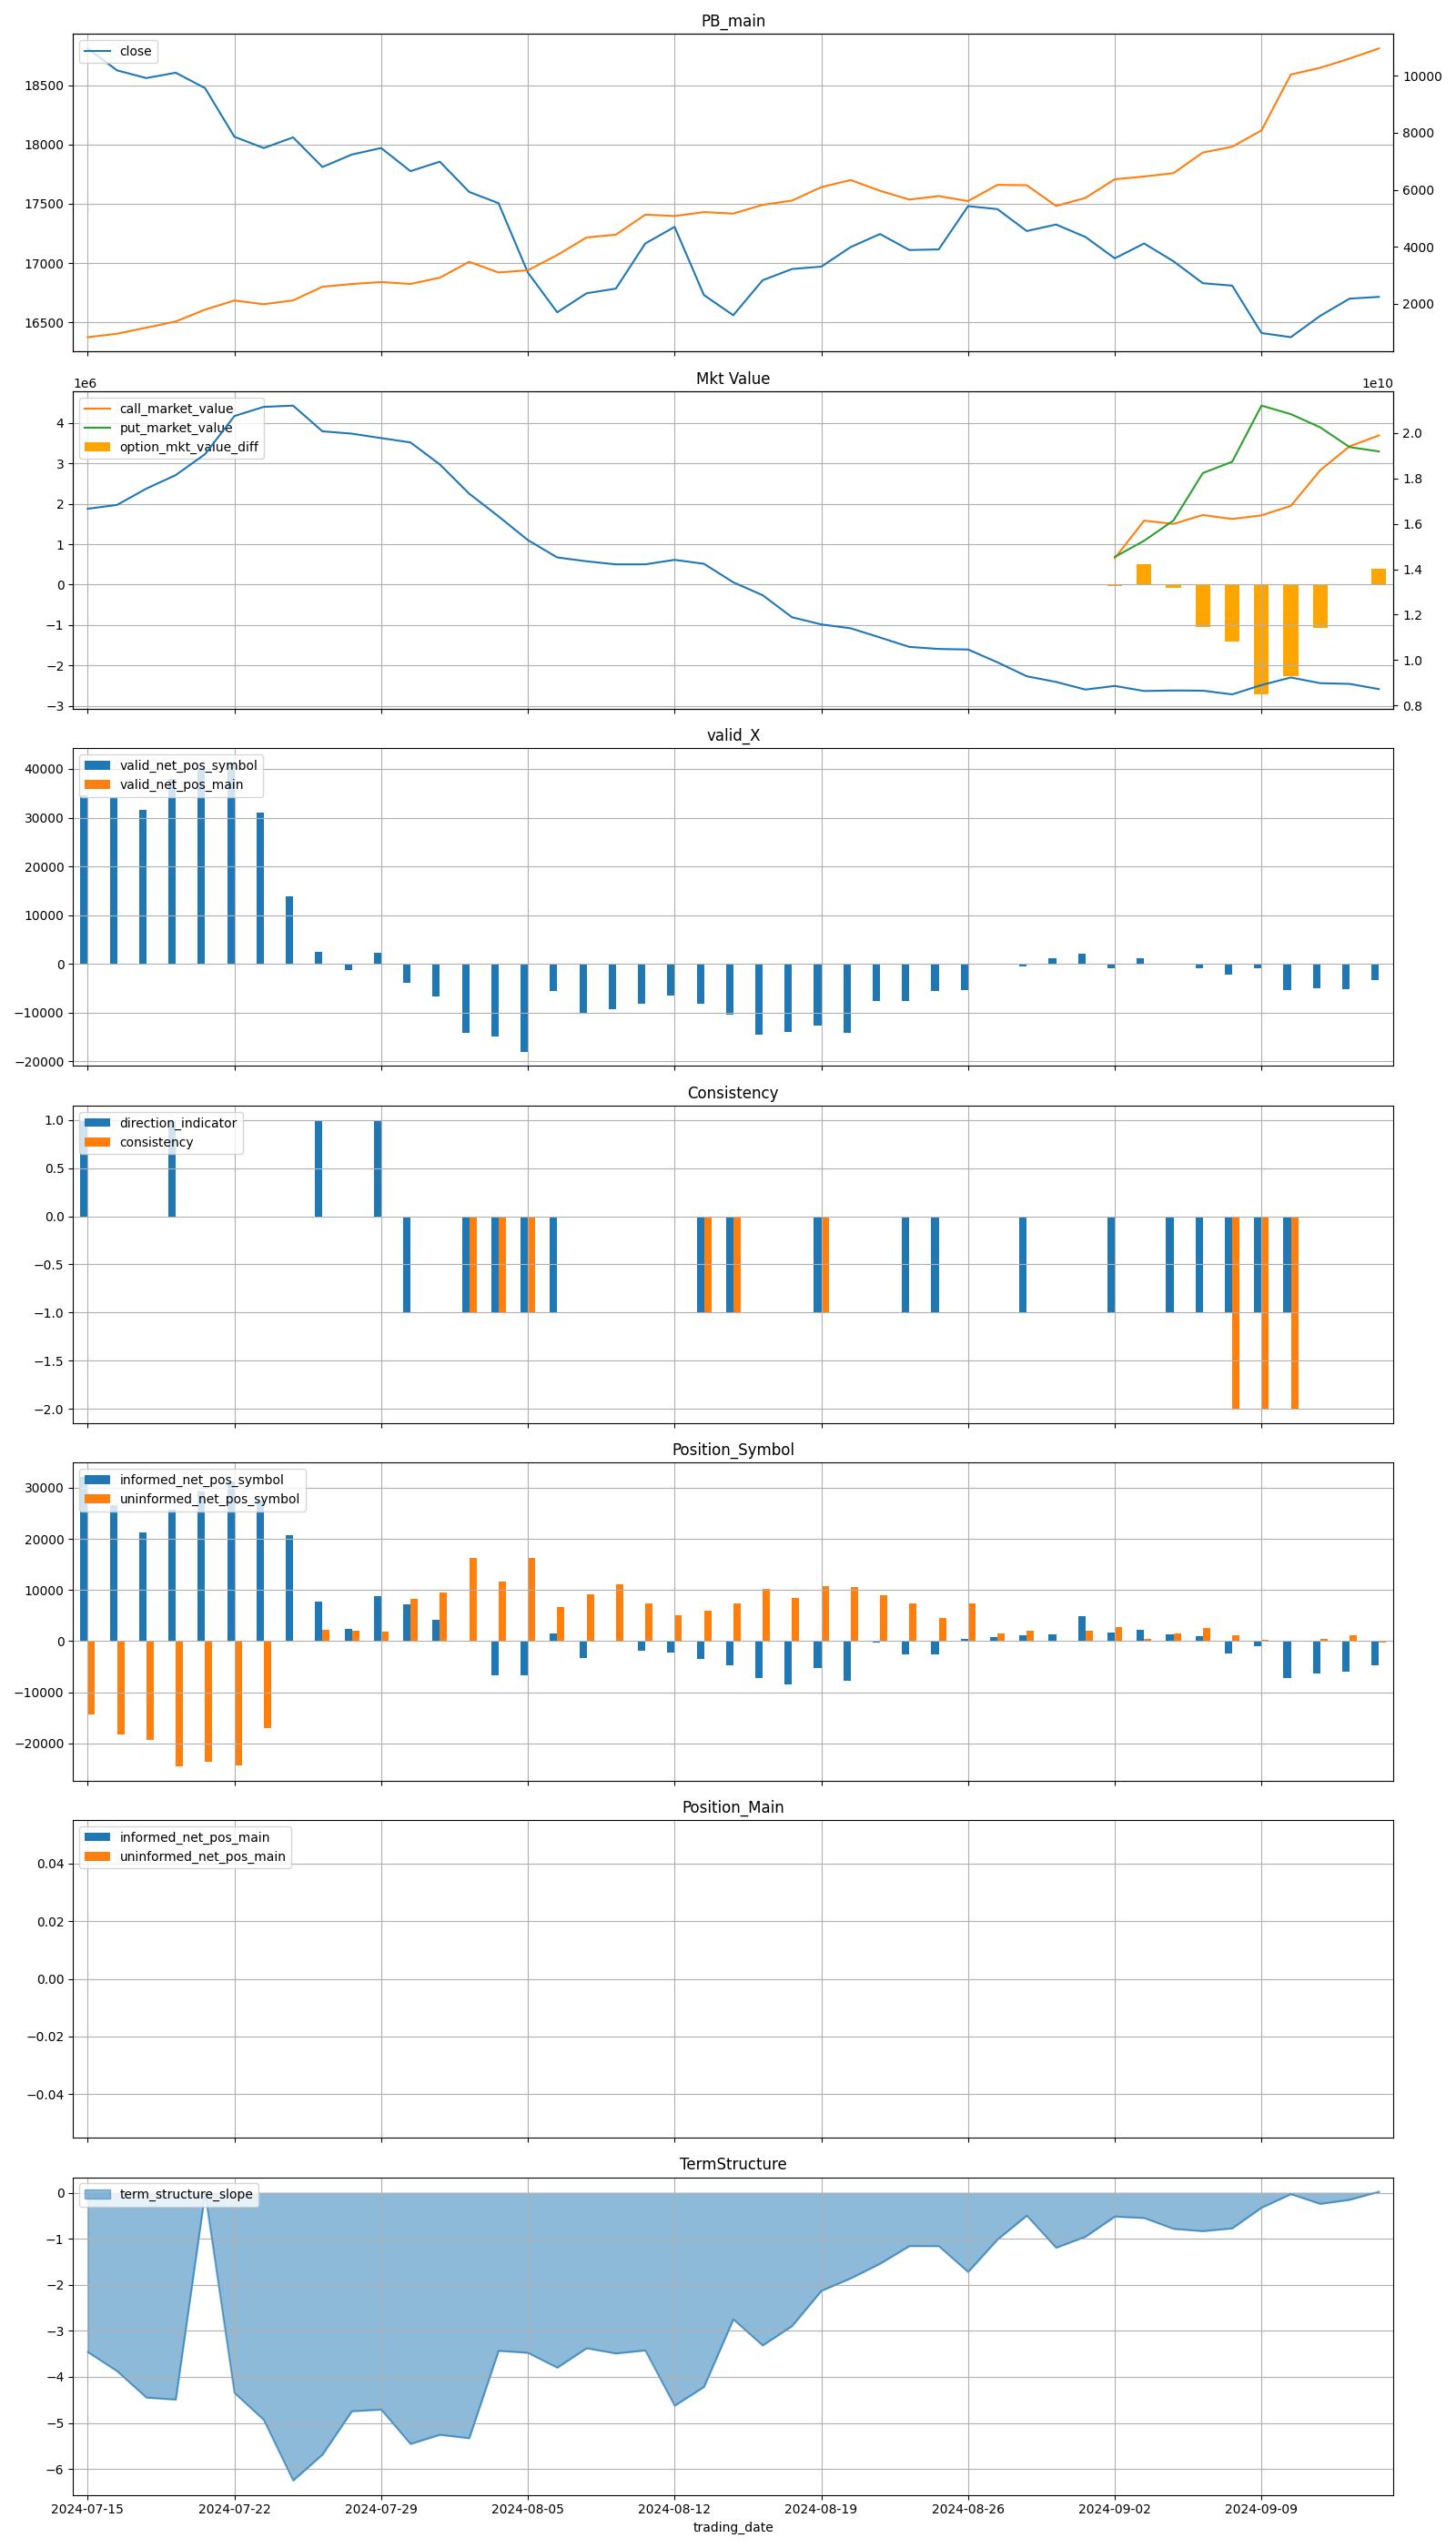 PB_main
close
18500
18000
17500
17000
16500
10000
8000
6000
4000
2000
Mkt Value
1e6
1e10
call_market_value
put_market_value
option_mkt_value_diff
4
3
2
1
0
−1
−2
−3
2.0
1.8
1.6
1.4
1.2
1.0
0.8
valid_X
valid_net_pos_symbol
valid_net_pos_main
40000
30000
20000
10000
0
−10000
−20000
Consistency
direction_indicator
consistency
1.0
0.5
0.0
−0.5
−1.0
−1.5
−2.0
Position_Symbol
informed_net_pos_symbol
uninformed_net_pos_symbol
30000
20000
10000
0
−10000
−20000
Position_Main
informed_net_pos_main
uninformed_net_pos_main
0.04
0.02
0.00
−0.02
−0.04
TermStructure
term_structure_slope
0
−1
−2
−3
−4
−5
−6
2024-07-15 2024-07-22 2024-07-29 2024-08-05 2024-08-12 2024-08-19 2024-08-26 2024-09-02 2024-09-09
trading_date